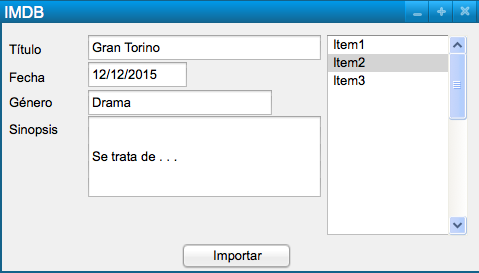 IMDB
Título
Gran Torino
Fecha
12/12/2015
Género
Drama
Sinopsis
Se trata de . . .
Item1
Item2
Item3
Importar